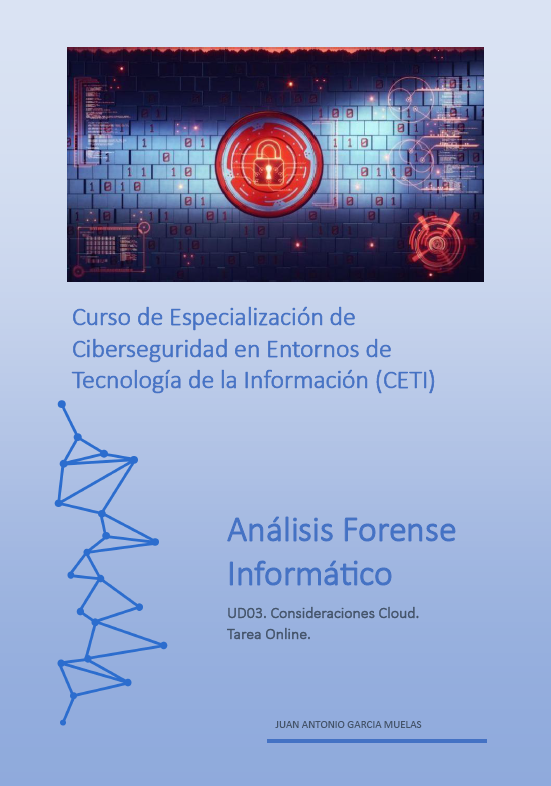 Curso de Especialización de
Ciberseguridad en Entornos de
Tecnología de la Información (CETI)
Análisis Forense
Informático
UD03. Consideraciones Cloud.
Tarea Online.
JUAN ANTONIO GARCIA MUELAS